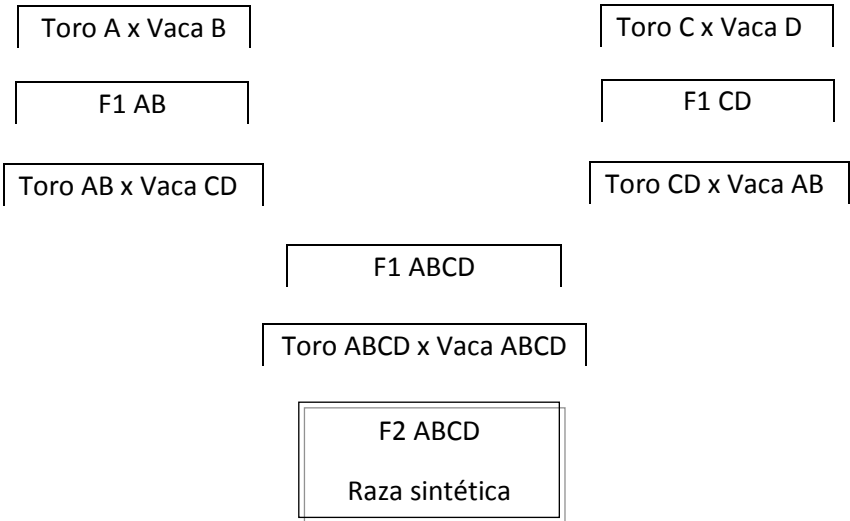 Toro A x Vaca B
Toro C x Vaca D
F1 AB
F1 CD
Toro AB x Vaca CD
Toro CD x Vaca AB
F1 ABCD
Toro ABCD x Vaca ABCD
F2 ABCD
Raza sintética